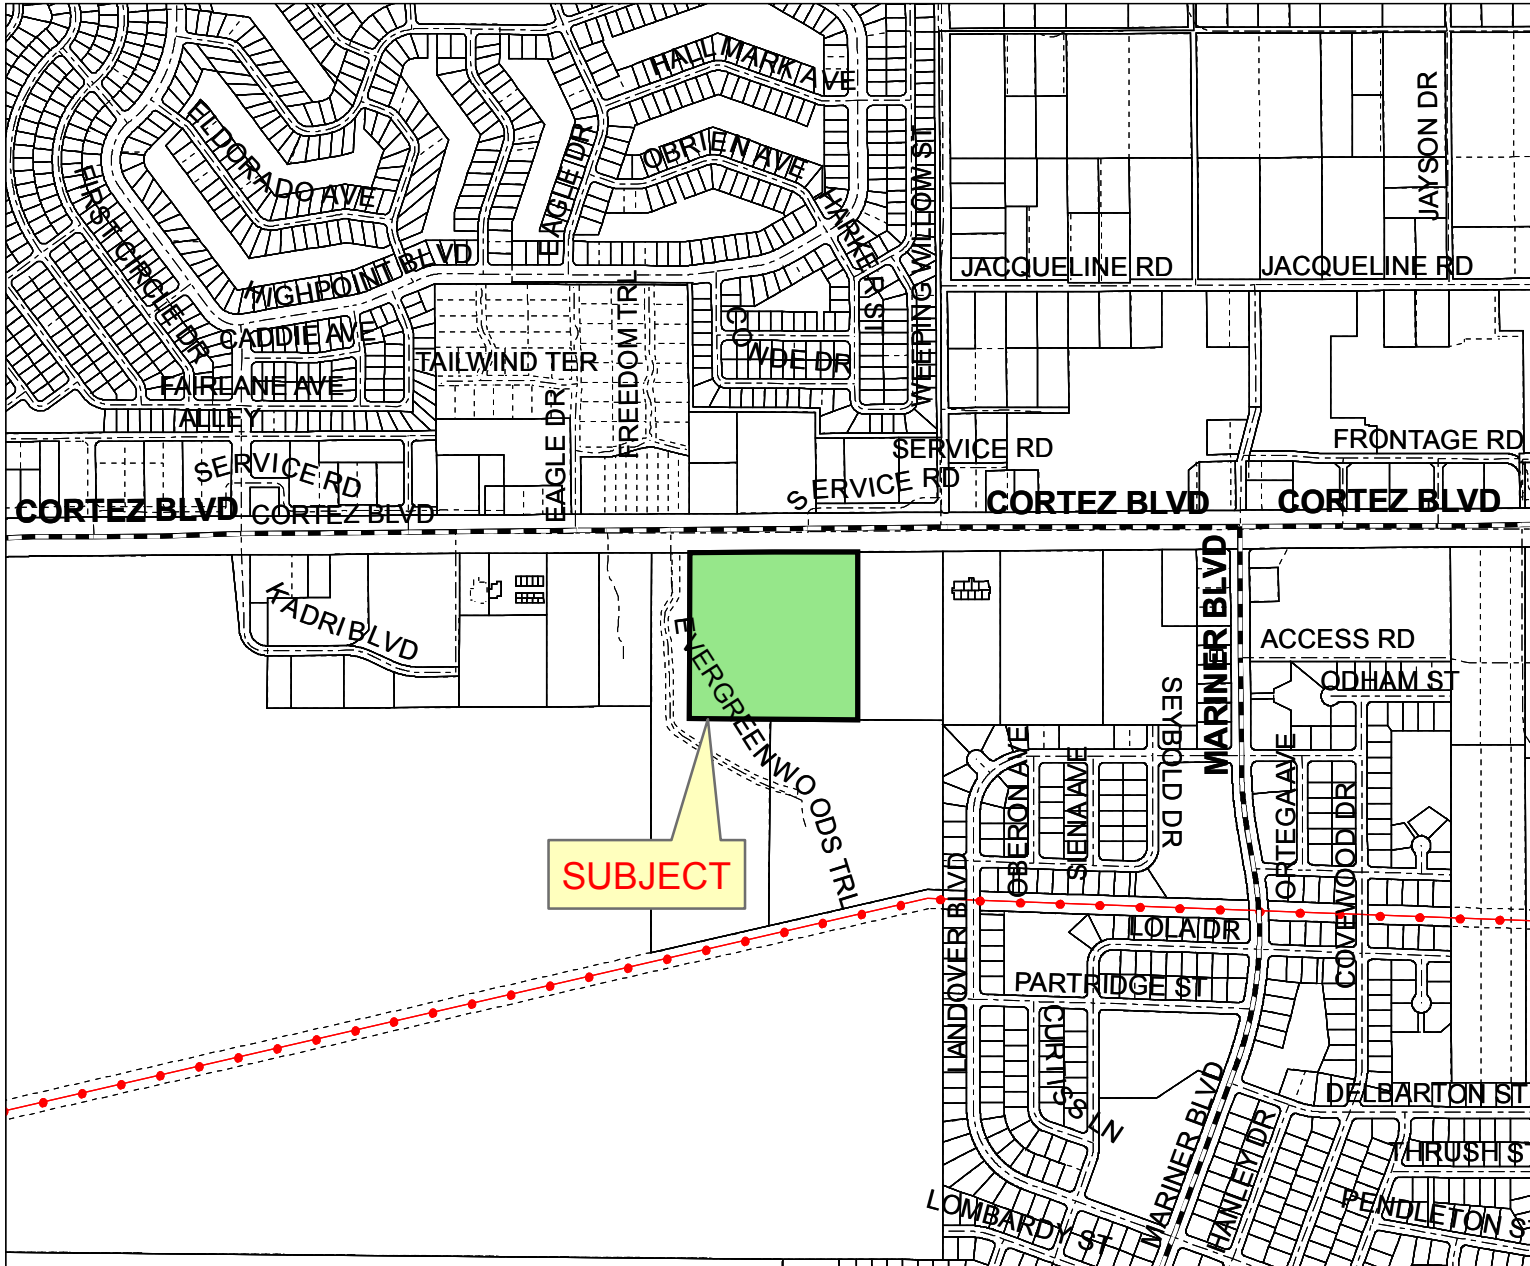 HALLMARK AVE
JAYSON DR
ELDORADO AVE
EAGLE DR
OBRIEN AVE
WEEPING WILLOW ST
FIRST CIRCLE DR
HARKER ST
HIGHPOINT BLVD
JACQUELINE RD
JACQUELINE RD
CADDIE AVE
COWDE DR
FREEDOM TRL
TAILWIND TER
FAIRLANE AVE
ALLEY
EAGLE DR
SERVICE RD
FRONTAGE RD
SERVICE RD
SERVICE RD
CORTEZ BLVD
CORTEZ BLVD
CORTEZ BLVD
CORTEZ BLVD
MARINER BLVD
KADRI BLVD
EVERGREEN WOODS TRL
ACCESS RD
ODHAM ST
SEYBOLD DR
OBERON AVE
SIENA AVE
ORTEGA AVE
COVEWOOD DR
SUBJECT
LANDOVER BLVD
LOLA DR
PARTRIDGE ST
CURTISS LN
MARINER BLVD
DELBARTON ST
HANLEY DR
THRUSH ST
LOMBARDY ST
PENDLETON S